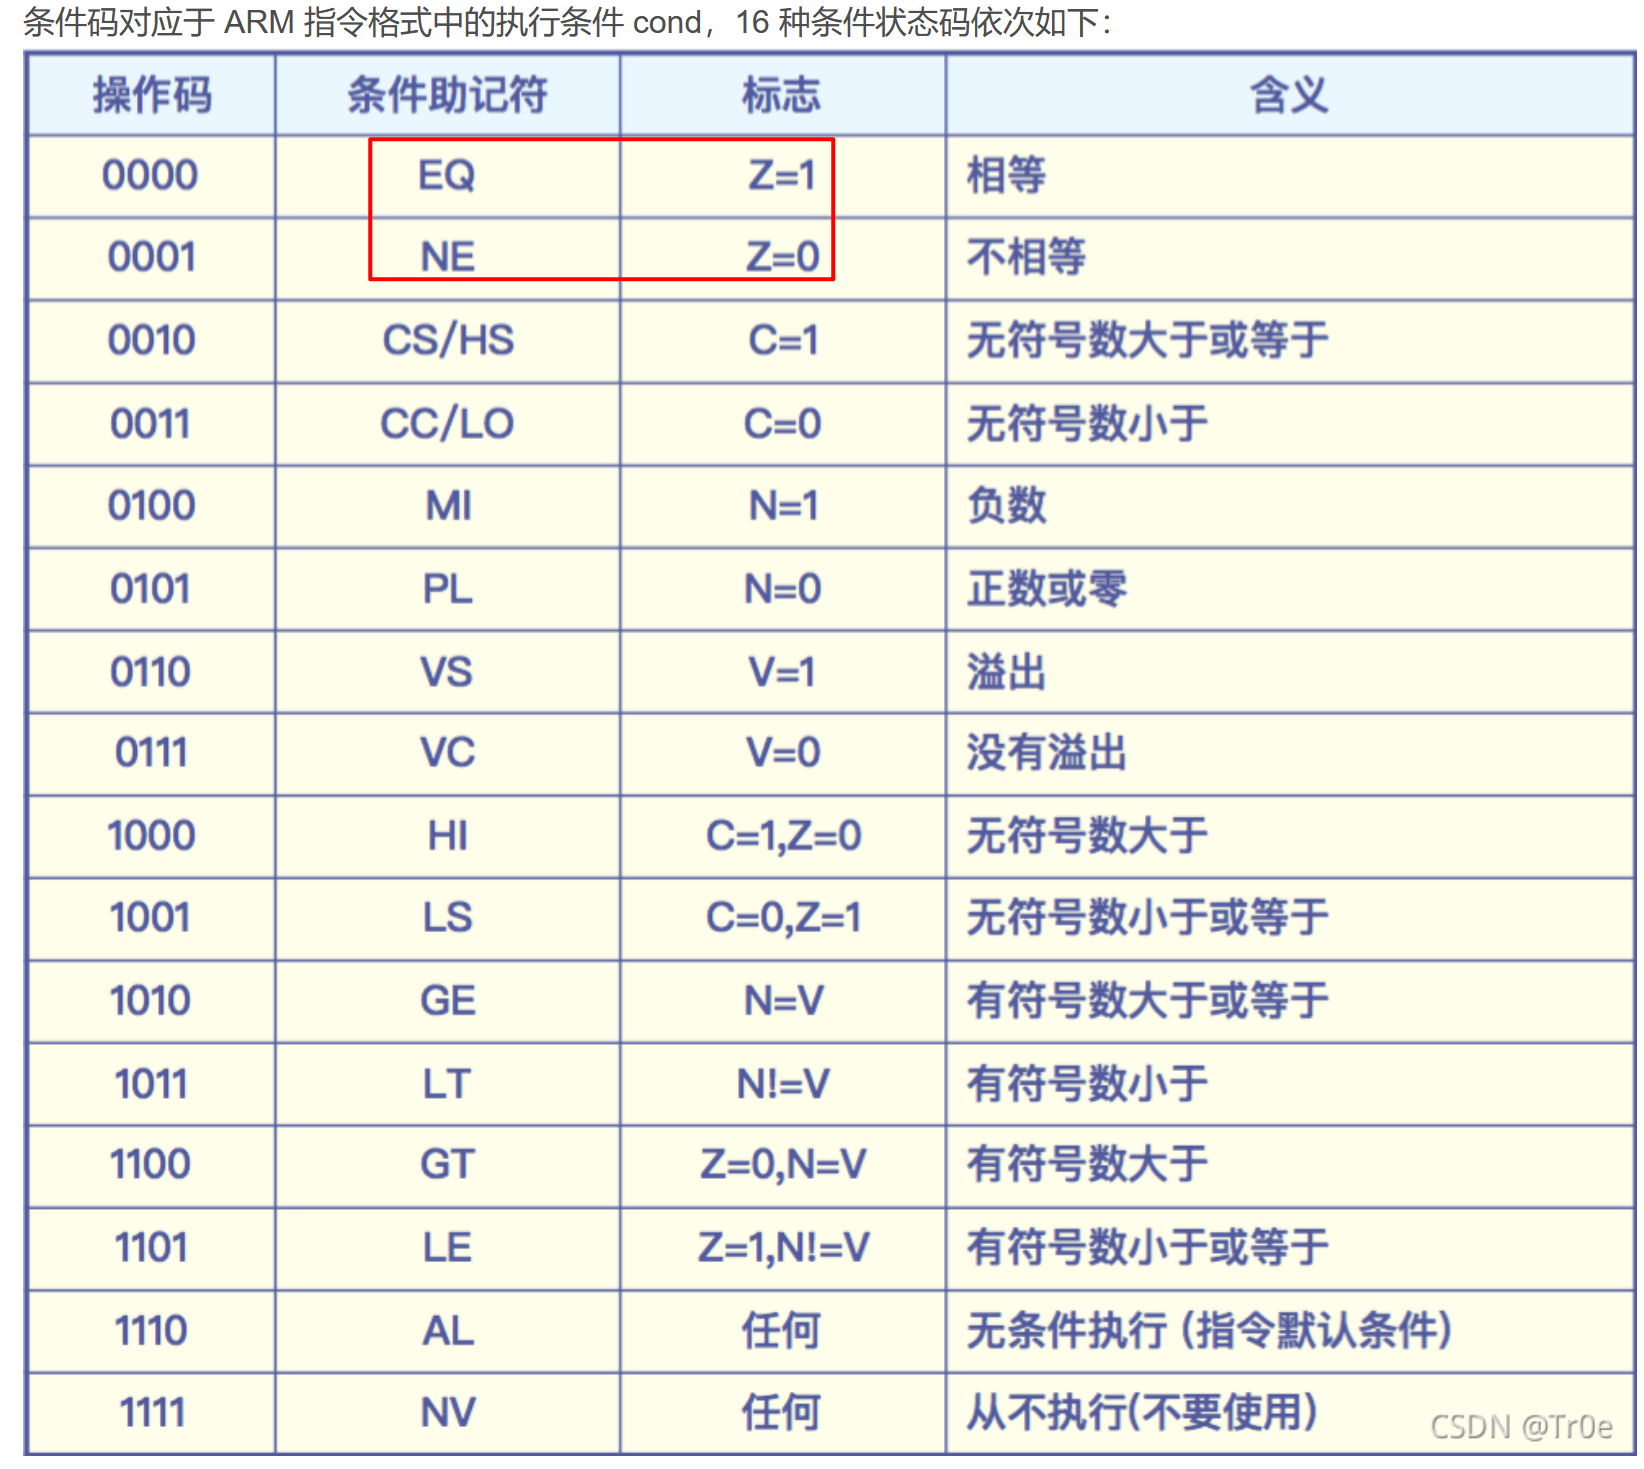 条件码对应于 ARM 指令格式中的执行条件 cond，16 种条件状态码依次如下：
操作码 条件助记符 标志 含义
0000 EQ Z=1 相等
0001 NE Z=0 不相等
0010 CS/HS C=1 无符号数大于或等于
0011 CC/LO C=0 无符号数小于
0100 MI N=1 负数
0101 PL N=0 正数或零
0110 VS V=1 溢出
0111 VC V=0 没有溢出
1000 HI C=1,Z=0 无符号数大于
1001 LS C=0,Z=1 无符号数小于或等于
1010 GE N=V 有符号数大于或等于
1011 LT N!=V 有符号数小于
1100 GT Z=0,N=V 有符号数大于
1101 LE Z=1,N!=V 有符号数小于或等于
1110 AL 任何 无条件执行 (指令默认条件)
1111 NV 任何 从不执行(不要使用)
CSDN @Tr0e